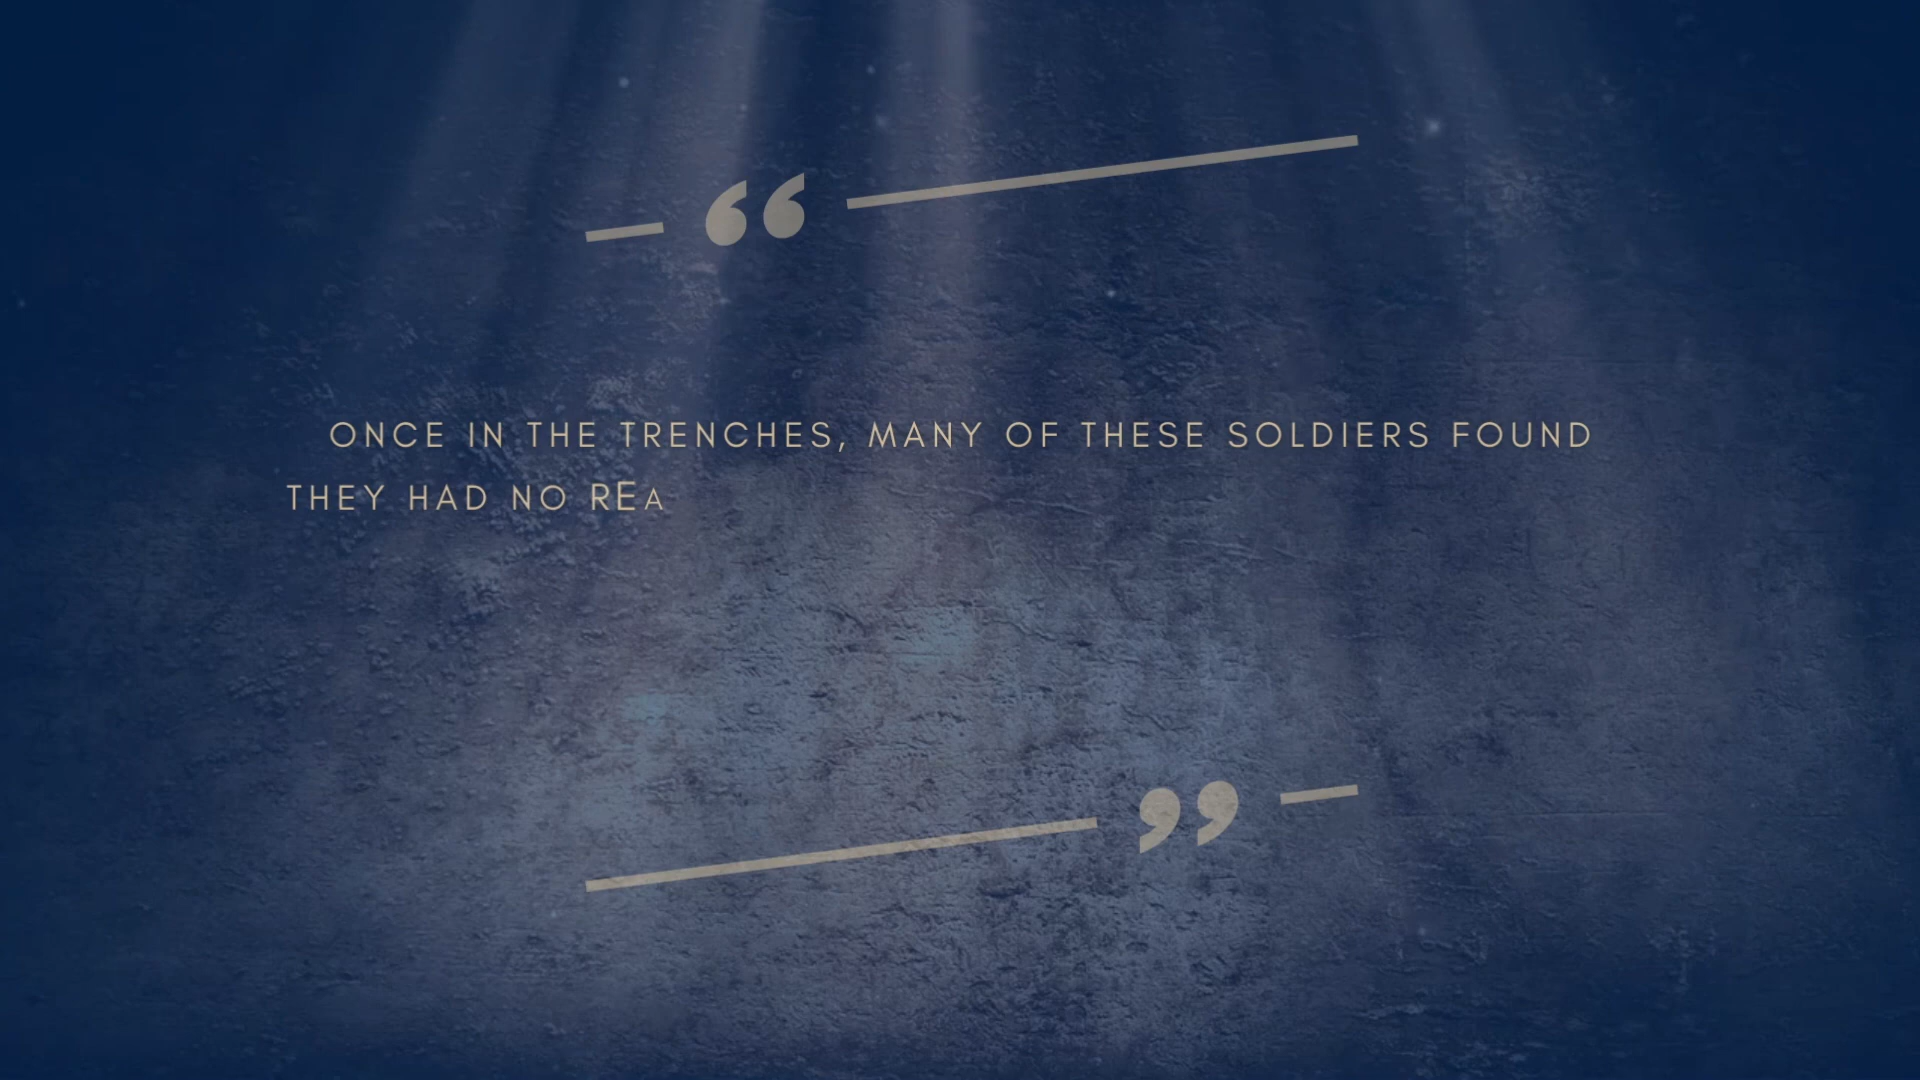 “
ONCE IN THE TRENCHES, MANY OF THESE SOLDIERS FOUND
THEY HAD NO REA
”